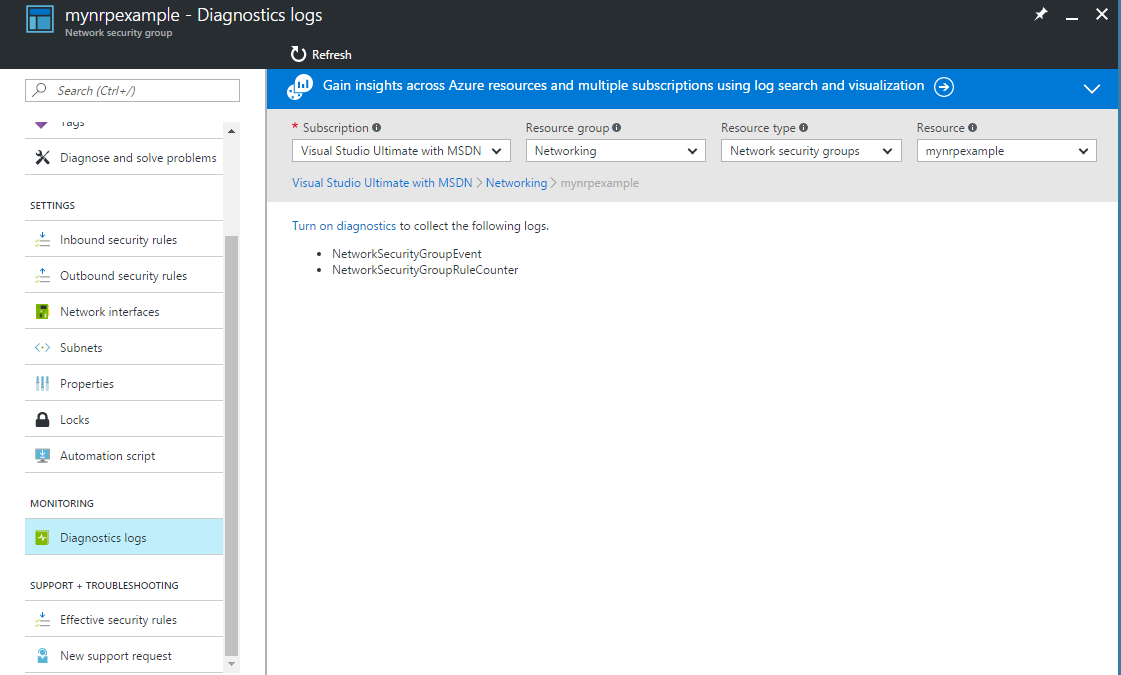 mynrpexample - Diagnostics logs
Network security group
Refresh
Search (Ctrl+/)
Tags
Diagnose and solve problems
SETTINGS
Inbound security rules
Outbound security rules
Network interfaces
Subnets
Properties
Locks
Automation script
MONITORING
Diagnostics logs
SUPPORT + TROUBLESHOOTING
Effective security rules
New support request
Gain insights across Azure resources and multiple subscriptions using log search and visualization
* Subscription Resource group Resource type Resource
Visual Studio Ultimate with MSDN Networking Network security groups mynrpexample
Visual Studio Ultimate with MSDN > Networking > mynrpexample
Turn on diagnostics to collect the following logs.
• NetworkSecurityGroupEvent
• NetworkSecurityGroupRuleCounter